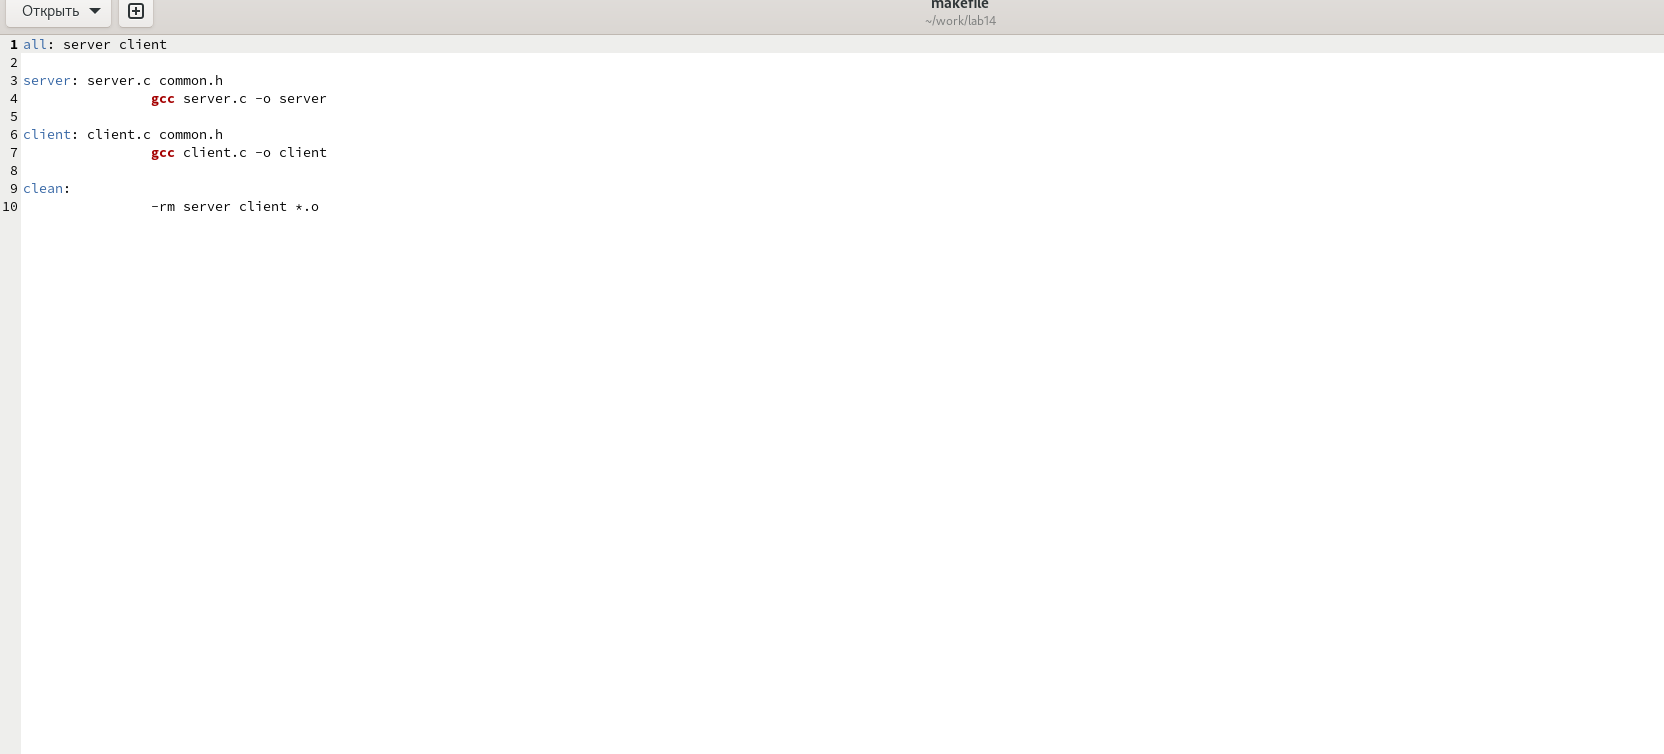 Открыть
makefile
~/work/lab14
1 all: server client
2
3 server: server.c common.h
4 gcc server.c -o server
5
6 client: client.c common.h
7 gcc client.c -o client
8
9 clean:
10 -rm server client *.o